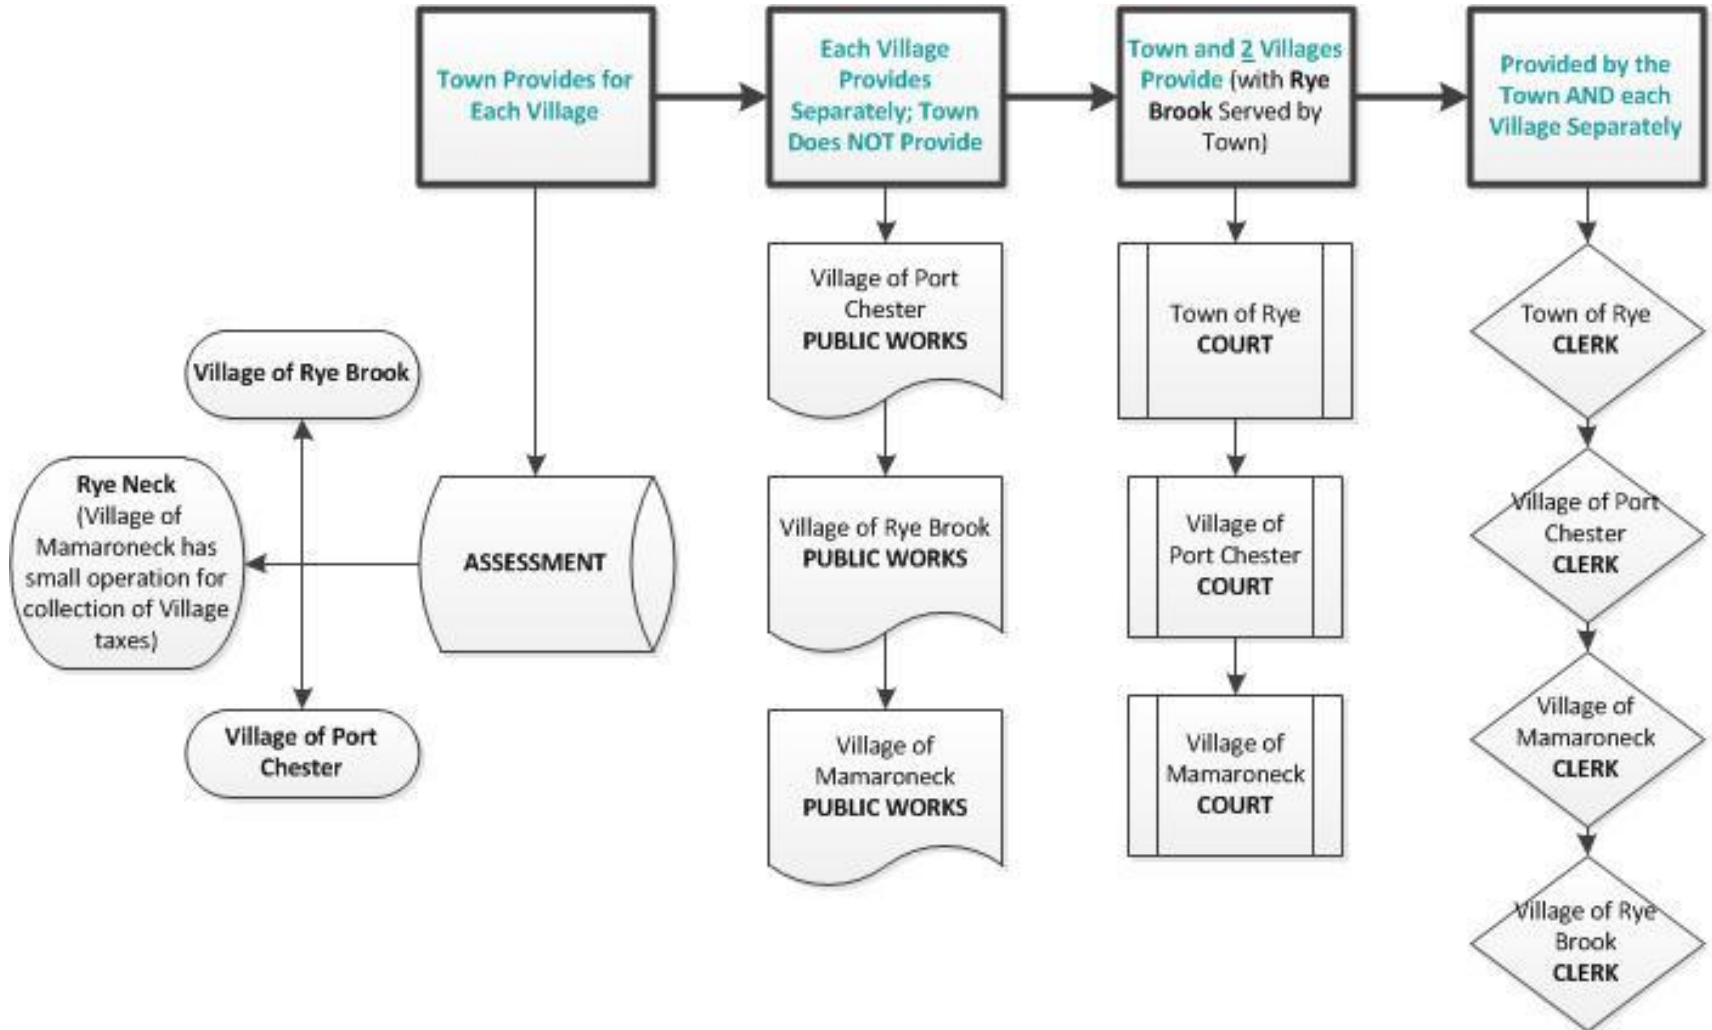 Town Provides for
Each Village
Each Village
Provides
Separately; Town
Does NOT Provide
Town and 2 Villages
Provide (with Rye
Brook Served by
Town)
Provided by the
Town AND each
Village Separately
Village of Rye Brook
Rye Neck
(Village of
Mamaroneck has
small operation for
collection of Village
taxes)
Village of Port
Chester
ASSESSMENT
Village of Port
Chester
PUBLIC WORKS
Village of Rye Brook
PUBLIC WORKS
Village of
Mamaroneck
PUBLIC WORKS
Town of Rye
COURT
Village of
Port Chester
COURT
Village of
Mamaroneck
COURT
Town of Rye
CLERK
Village of Port
Chester
CLERK
Village of
Mamaroneck
CLERK
Village of Rye
Brook
CLERK